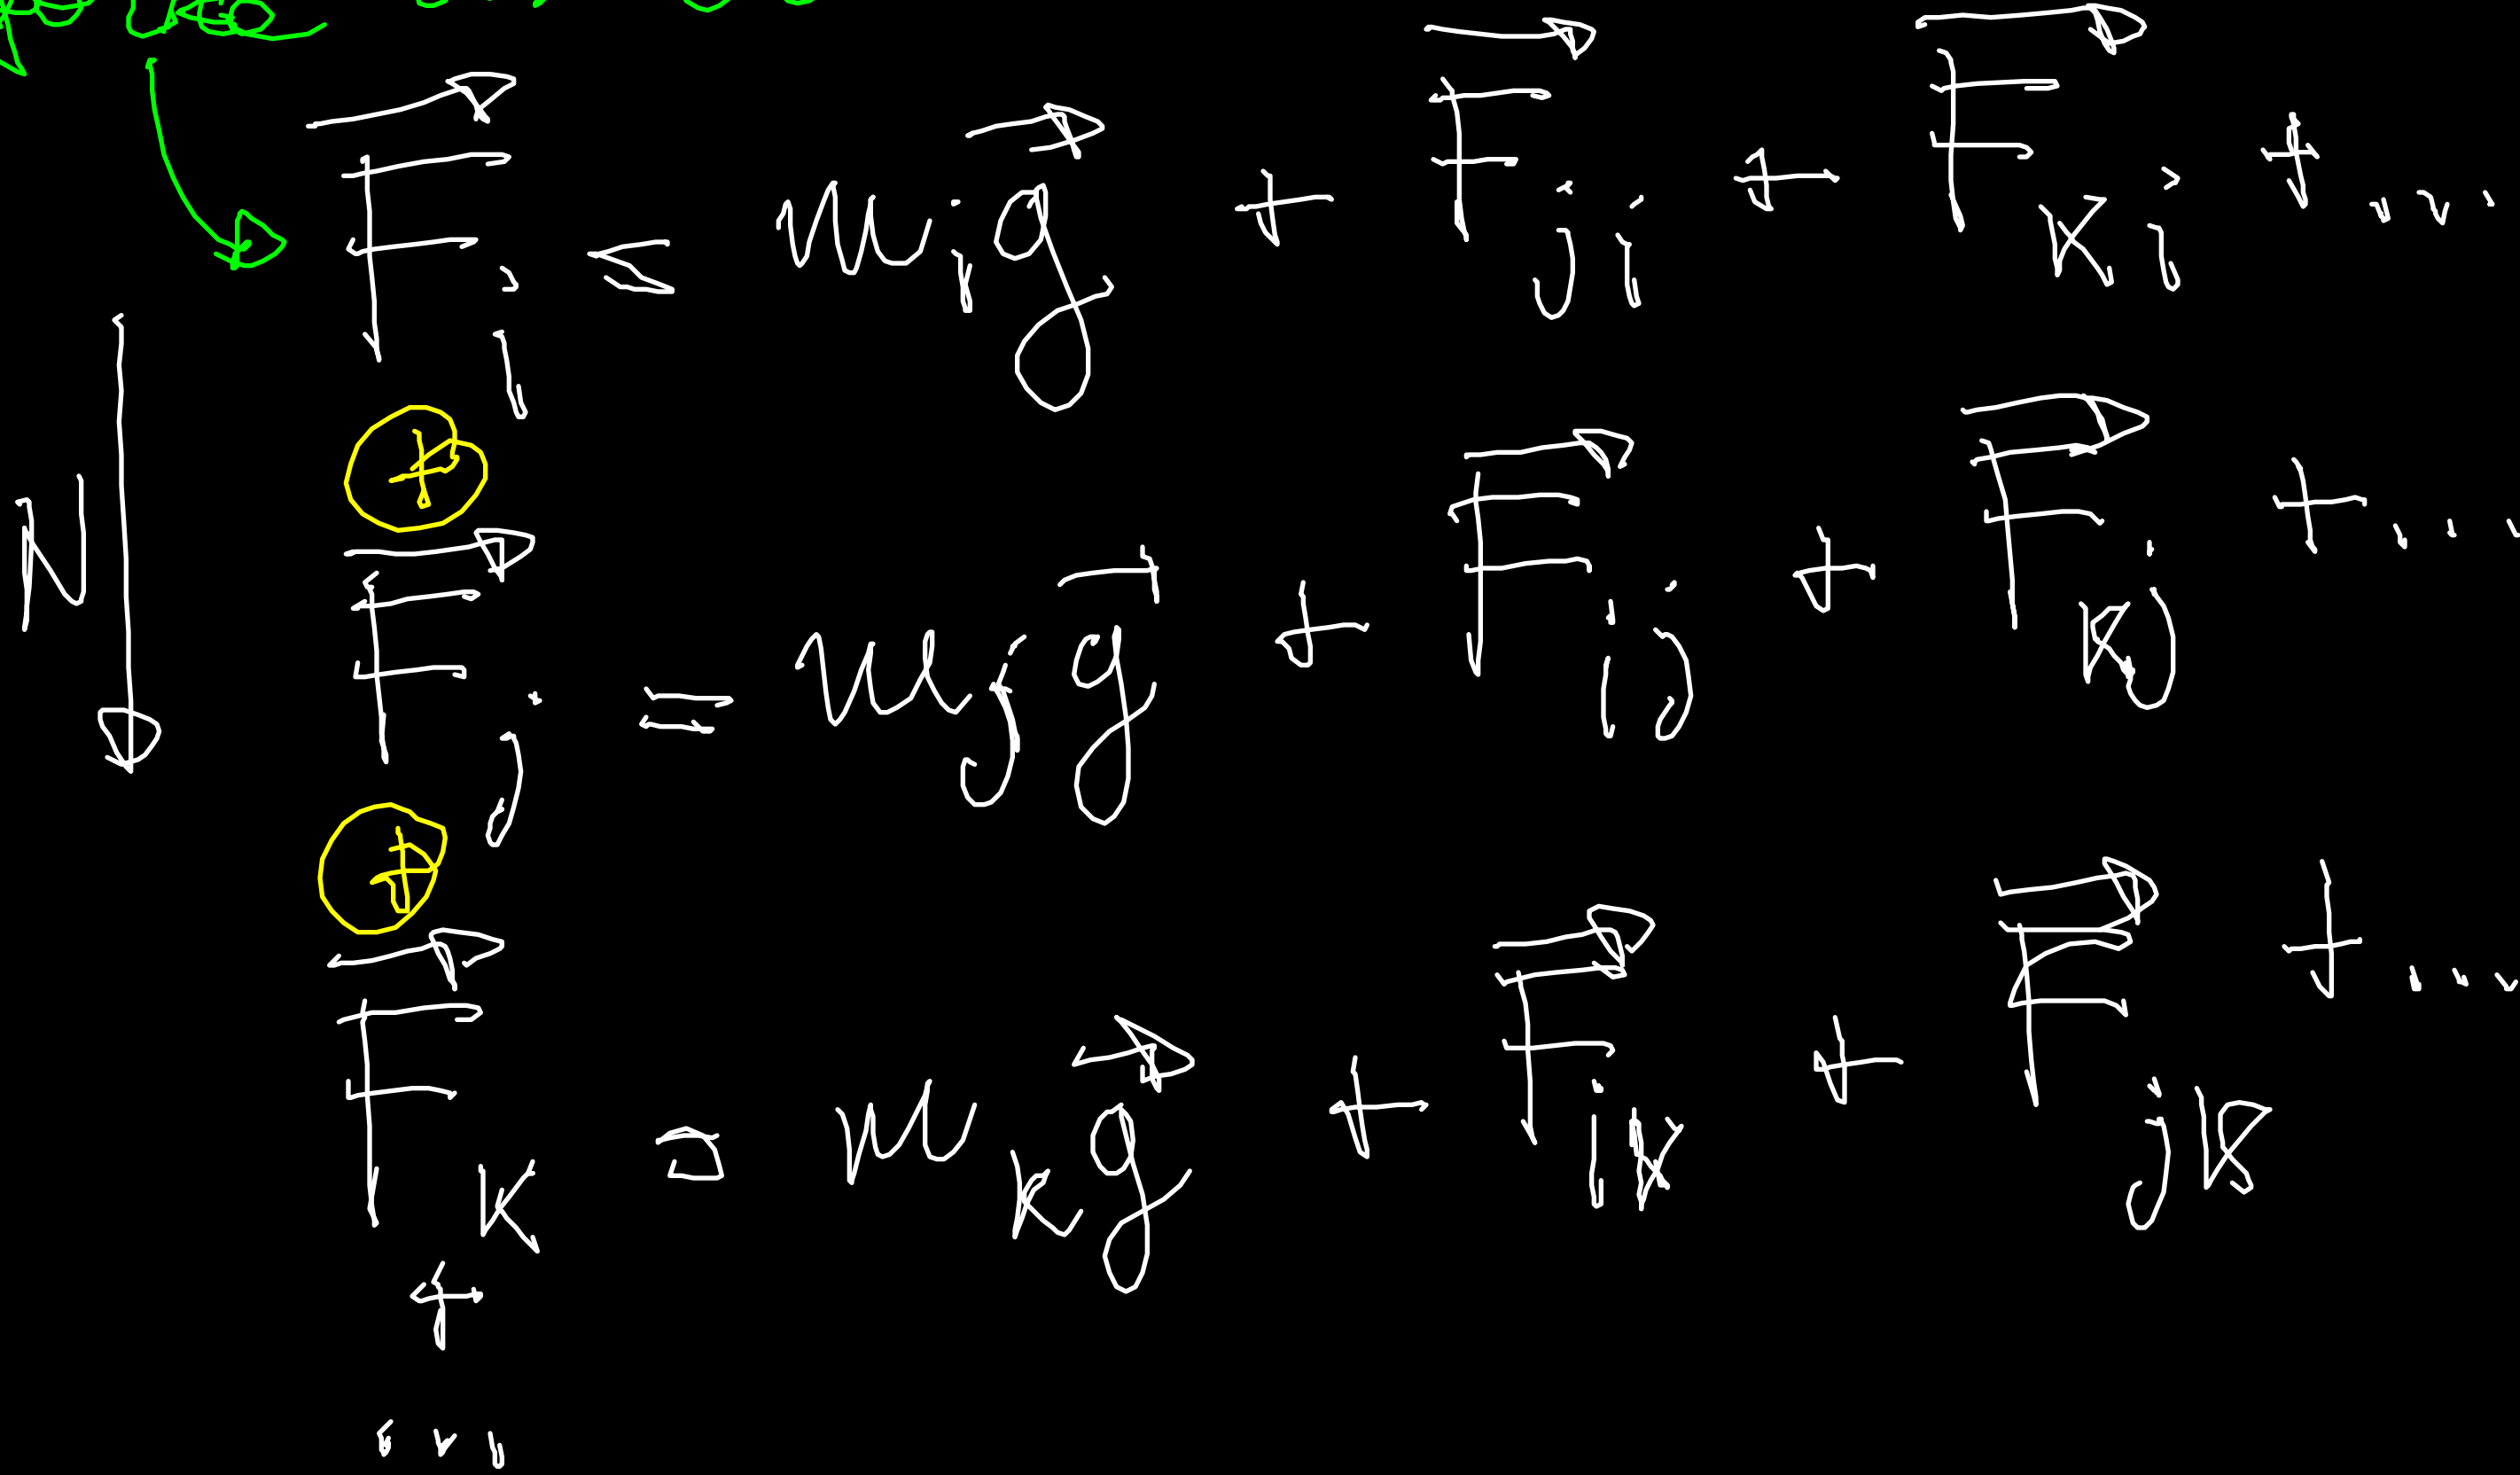 F⃗ᵢ = mᵢg⃗ + F⃗ⱼᵢ + F⃗ₖᵢ + ...
+
N
F⃗ⱼ = mⱼg⃗ + F⃗ᵢⱼ + F⃗ₖⱼ + ...
+
F⃗ₖ = mₖg⃗ + F⃗ᵢₖ + F⃗ⱼₖ + ...
+
...